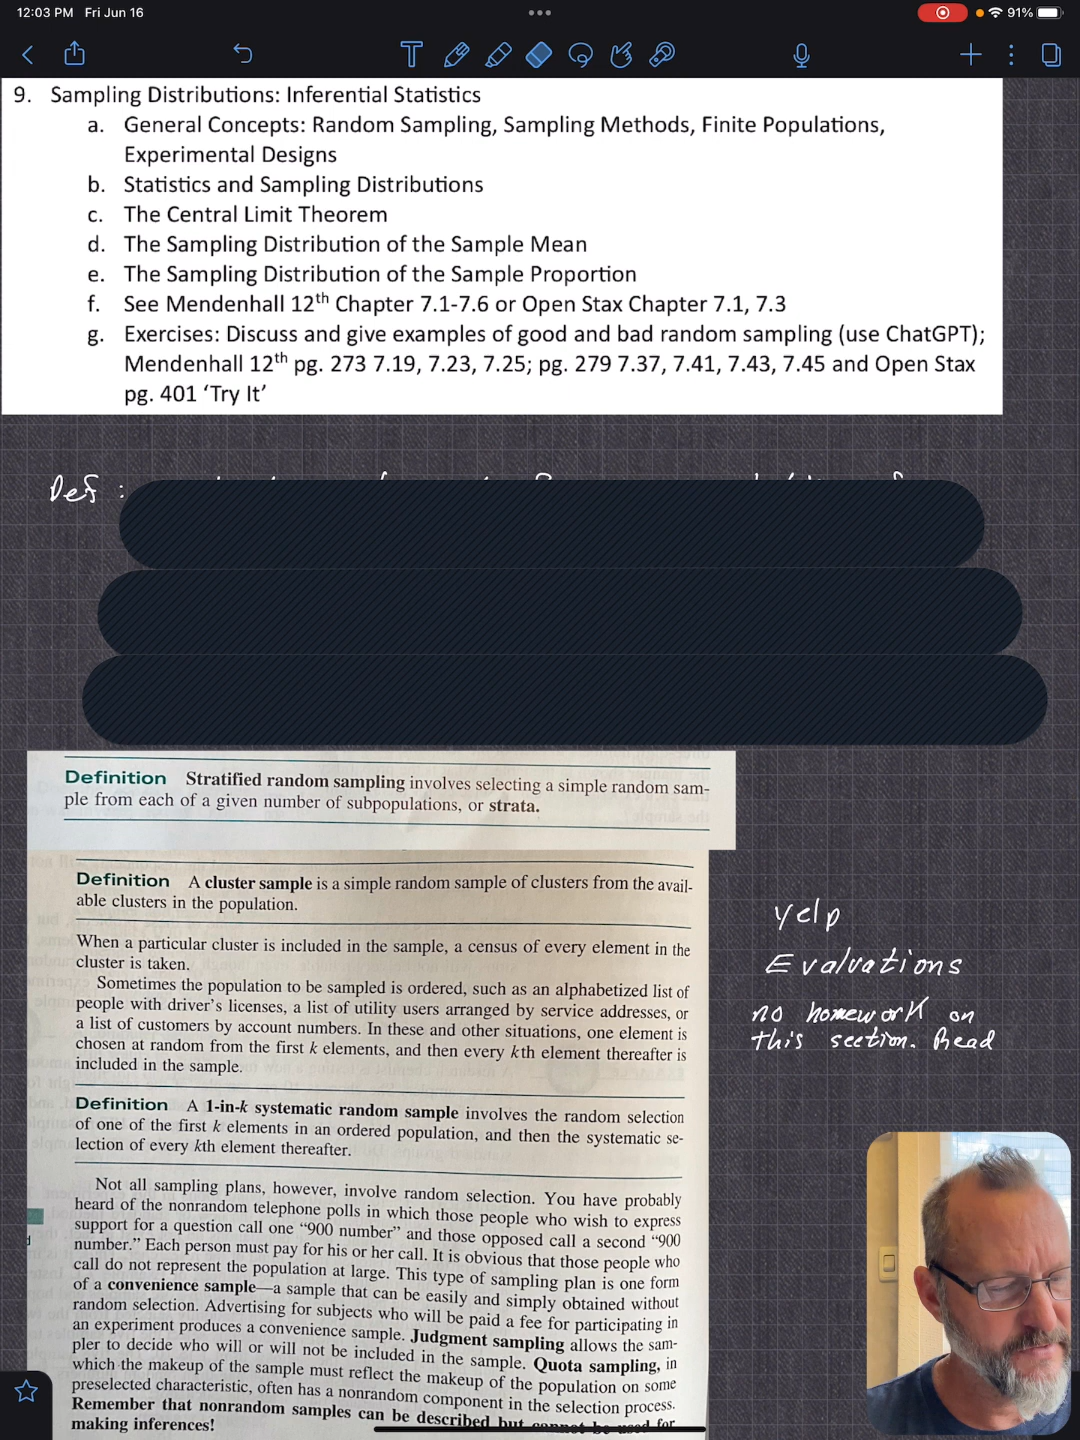 12:03 PM Fri Jun 16
91%
9. Sampling Distributions: Inferential Statistics
a. General Concepts: Random Sampling, Sampling Methods, Finite Populations,
Experimental Designs
b. Statistics and Sampling Distributions
c. The Central Limit Theorem
d. The Sampling Distribution of the Sample Mean
e. The Sampling Distribution of the Sample Proportion
f. See Mendenhall 12th Chapter 7.1-7.6 or Open Stax Chapter 7.1, 7.3
g. Exercises: Discuss and give examples of good and bad random sampling (use ChatGPT);
Mendenhall 12th pg. 273 7.19, 7.23, 7.25; pg. 279 7.37, 7.41, 7.43, 7.45 and Open Stax
pg. 401 ‘Try It’
Def :
Definition Stratified random sampling involves selecting a simple random sam-
ple from each of a given number of subpopulations, or strata.
Definition A cluster sample is a simple random sample of clusters from the avail-
able clusters in the population.
When a particular cluster is included in the sample, a census of every element in the
cluster is taken.
Sometimes the population to be sampled is ordered, such as an alphabetized list of
people with driver's licenses, a list of utility users arranged by service addresses, or
a list of customers by account numbers. In these and other situations, one element is
chosen at random from the first k elements, and then every kth element thereafter is
included in the sample.
yelp
Evaluations
no homework on
this section. Read
Definition A 1-in-k systematic random sample involves the random selection
of one of the first k elements in an ordered population, and then the systematic se-
lection of every kth element thereafter.
Not all sampling plans, however, involve random selection. You have probably
heard of the nonrandom telephone polls in which those people who wish to express
support for a question call one “900 number” and those opposed call a second “900
number.” Each person must pay for his or her call. It is obvious that those people who
call do not represent the population at large. This type of sampling plan is one form
of a convenience sample—a sample that can be easily and simply obtained without
random selection. Advertising for subjects who will be paid a fee for participating in
an experiment produces a convenience sample. Judgment sampling allows the sam-
pler to decide who will or will not be included in the sample. Quota sampling, in
which the makeup of the sample must reflect the makeup of the population on some
preselected characteristic, often has a nonrandom component in the selection process.
Remember that nonrandom samples can be described but cannot be used for
making inferences!